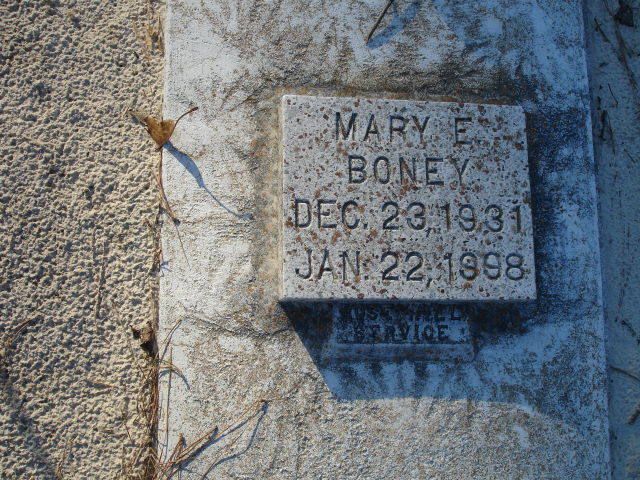 MARY E.
BONEY
DEC. 23, 1931
JAN. 22, 1998
SERVICE